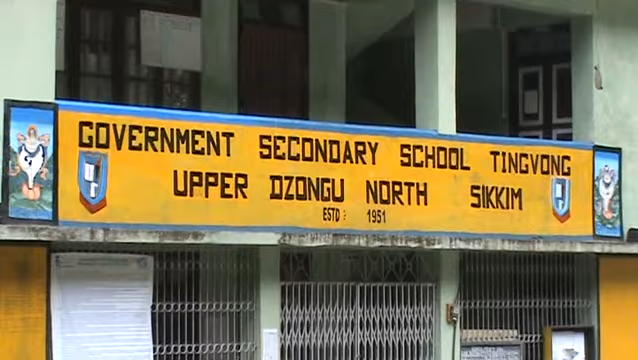 GOVERNMENT SECONDARY SCHOOL TINGVONG
UPPER DZONGU NORTH SIKKIM
ESTD : 1951